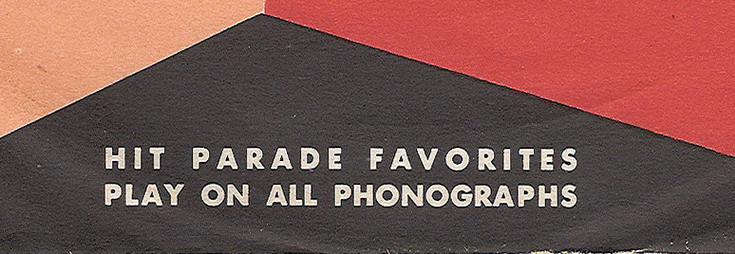 HIT PARADE FAVORITES
PLAY ON ALL PHONOGRAPHS